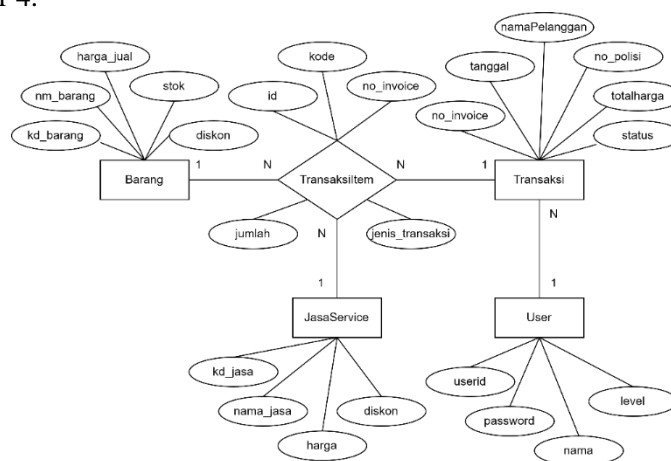 4.
namaPelanggan
harga_jual
kode
tanggal
no_polisi
nm_barang
stok
id
no_invoice
totalharga
no_invoice
kd_barang
diskon
status
1
N
N
1
Barang
TransaksiItem
Transaksi
jumlah
N
jenis_transaksi
N
1
1
JasaService
User
kd_jasa
userid
level
nama_jasa
diskon
password
harga
nama